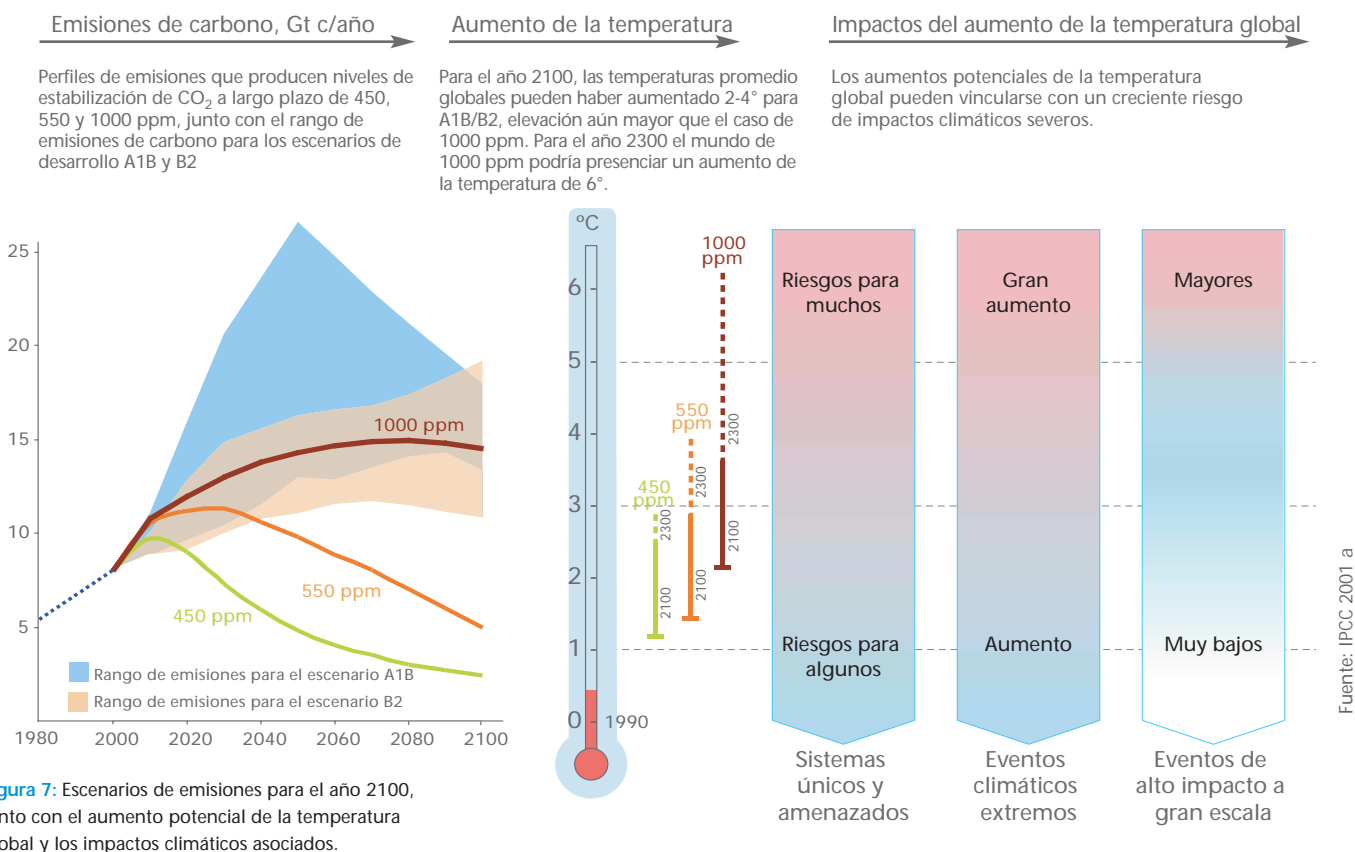 Emisiones de carbono, Gt c/año
Perfiles de emisiones que producen niveles de
estabilización de CO2 a largo plazo de 450,
550 y 1000 ppm, junto con el rango de
emisiones de carbono para los escenarios de
desarrollo A1B y B2
Aumento de la temperatura
Para el año 2100, las temperaturas promedio
globales pueden haber aumentado 2-4° para
A1B/B2, elevación aún mayor que el caso de
1000 ppm. Para el año 2300 el mundo de
1000 ppm podría presenciar un aumento de
la temperatura de 6°.
Impactos del aumento de la temperatura global
Los aumentos potenciales de la temperatura
global pueden vincularse con un creciente riesgo
de impactos climáticos severos.
25
20
15
10
5
1000 ppm
550 ppm
450 ppm
Rango de emisiones para el escenario A1B
Rango de emisiones para el escenario B2
1980 2000 2020 2040 2060 2080 2100
ºC
6
5
4
3
2
1
0
1990
450
ppm
2300
2100
550
ppm
2300
2100
1000
ppm
2300
2100
Riesgos para
muchos
Riesgos para
algunos
Sistemas
únicos y
amenazados
Gran
aumento
Aumento
Eventos
climáticos
extremos
Mayores
Muy bajos
Eventos de
alto impacto a
gran escala
Fuente: IPCC 2001 a
gura 7: Escenarios de emisiones para el año 2100,
nto con el aumento potencial de la temperatura
obal y los impactos climáticos asociados.